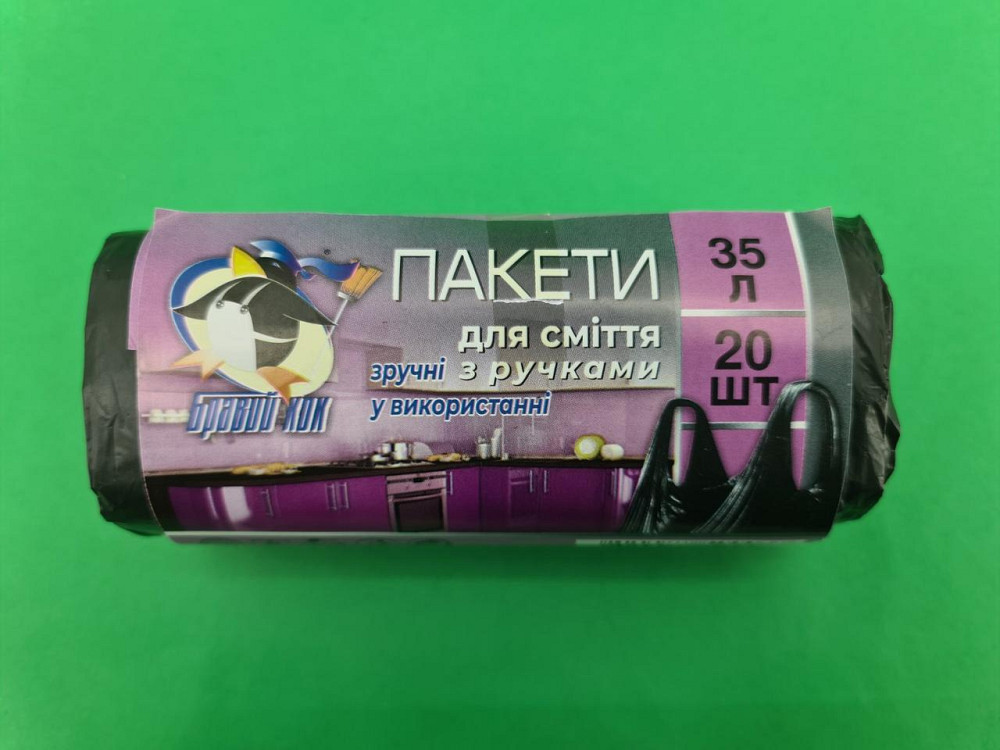 ПАКЕТИ
для сміття
зручні з ручками
у використанні
Бравий кок
®
35
Л
20
ШТ